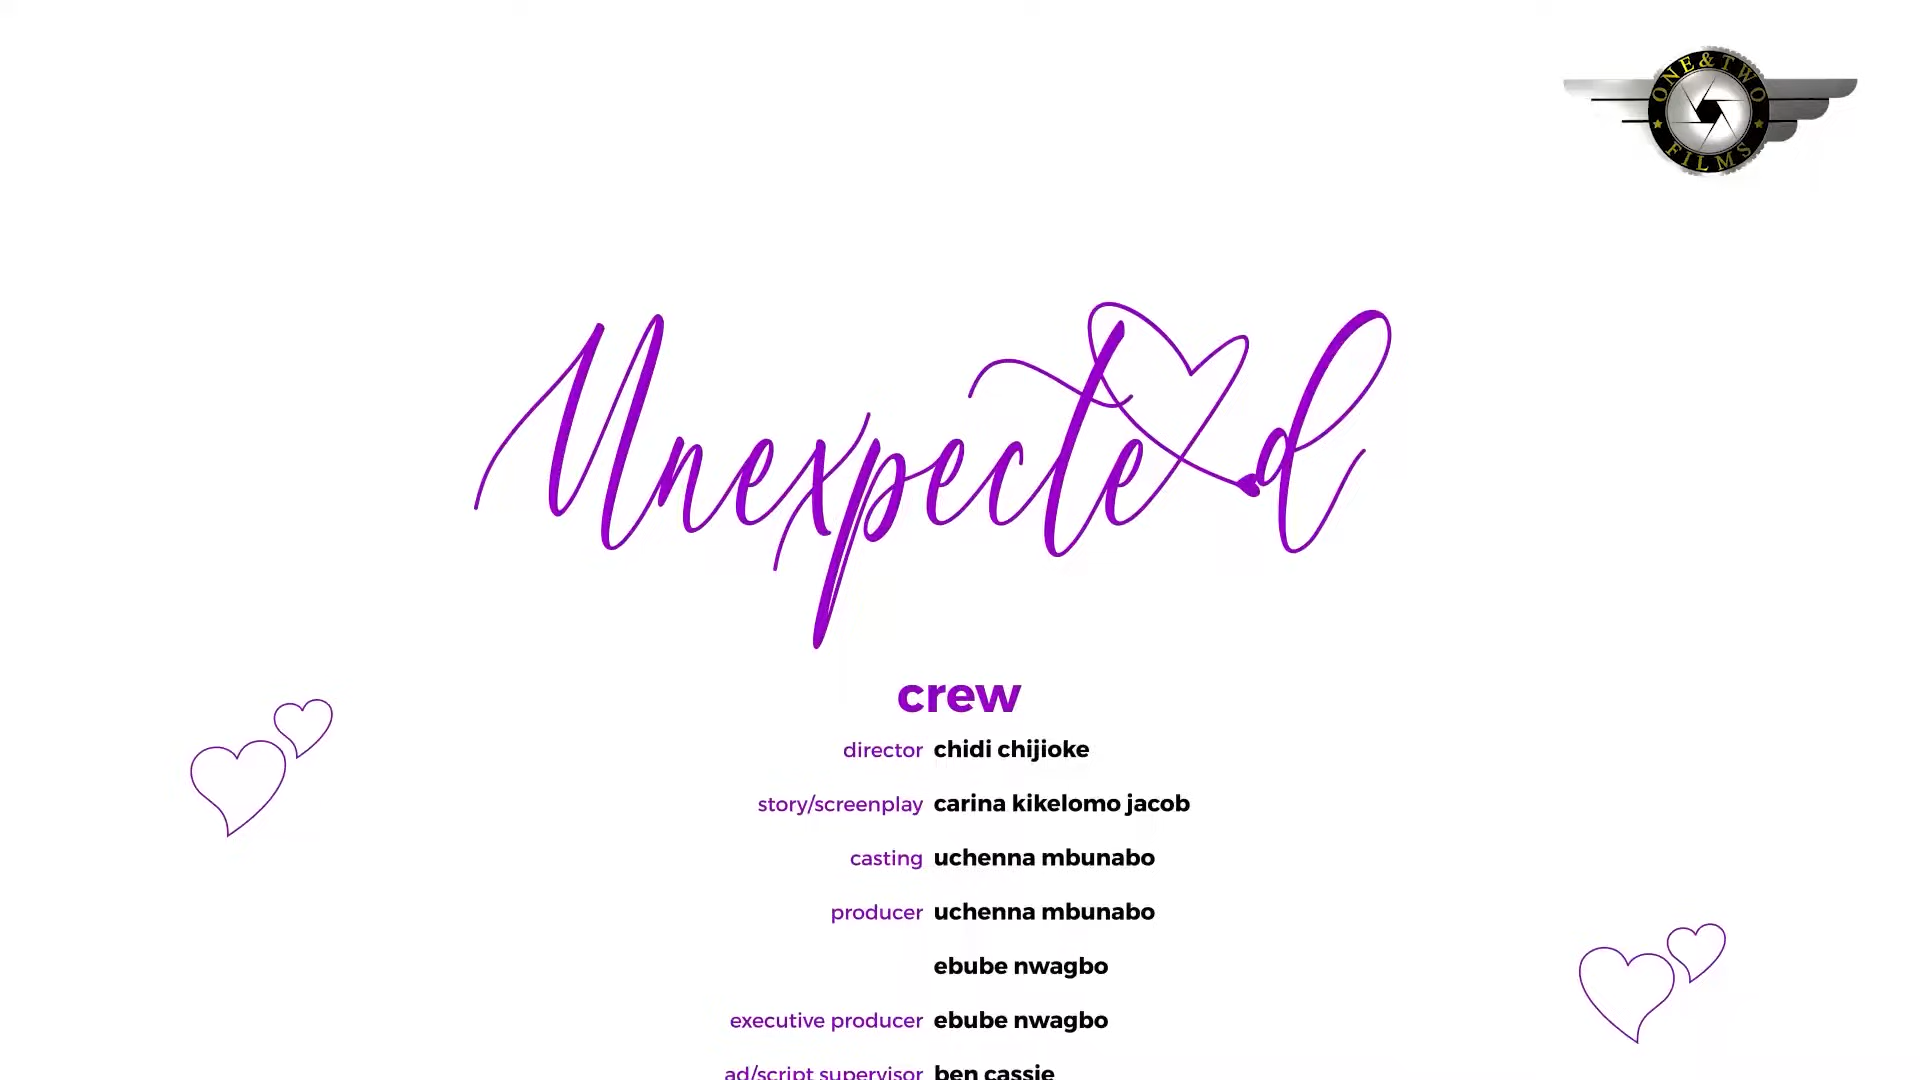 ONE&TWO
FILMS
Unexpected
crew
director chidi chijioke
story/screenplay carina kikelomo jacob
casting uchenna mbunabo
producer uchenna mbunabo
ebube nwagbo
executive producer ebube nwagbo
ad/script supervisor ben cassie